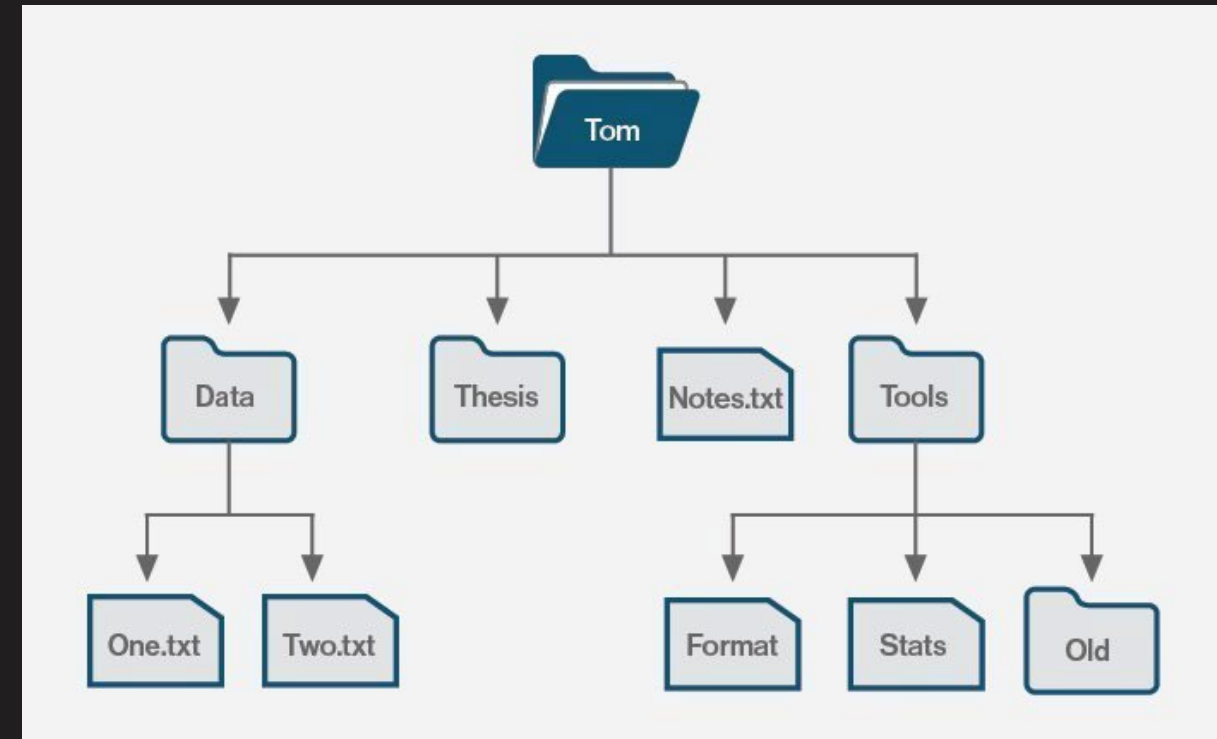 Tom
Data
Thesis
Notes.txt
Tools
One.txt
Two.txt
Format
Stats
Old